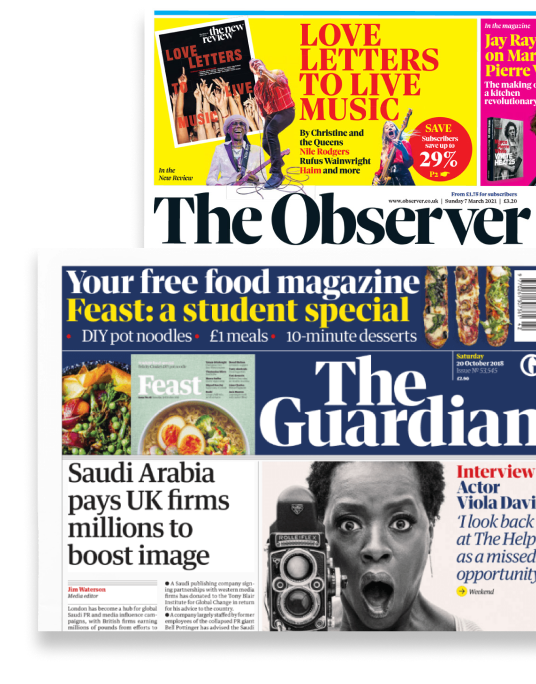 the new
review
LOVE
LETTERS
TO LIVE
MUSIC
In the
New Review
LOVE
LETTERS
TO LIVE
MUSIC
By Christine and
the Queens
Nile Rodgers
Rufus Wainwright
Haim and more
SAVE
Subscribers
save up to
29%
P2
In the magazine
Jay Ray
on Mar
Pierre
The making
a kitchen
revolutionary
From £1.75 for subscribers
www.observer.co.uk | Sunday 7 March 2021 | £3.20
The Observer
Your free food magazine
Feast: a student special
• DIY pot noodles • £1 meals • 10-minute desserts
Feast
The
Guardian
Saturday
20 October 2018
Issue № 53,545
£2.90
Saudi Arabia
pays UK firms
millions to
boost image
Jim Waterson
Media editor
London has become a hub for global
Saudi PR and media influence cam-
paigns, with British firms earning
millions of pounds from efforts to
● A Saudi publishing company sign-
ing partnerships with western media
firms has donated to the Tony Blair
Institute for Global Change in return
for his advice to the country.
● A company largely staffed by former
employees of the collapsed PR giant
Bell Pottinger has advised the Saudi
ROLLEIFLEX
Interview
Actor
Viola Davi
'I look back
at The Help
as a missed
opportunity
Weekend